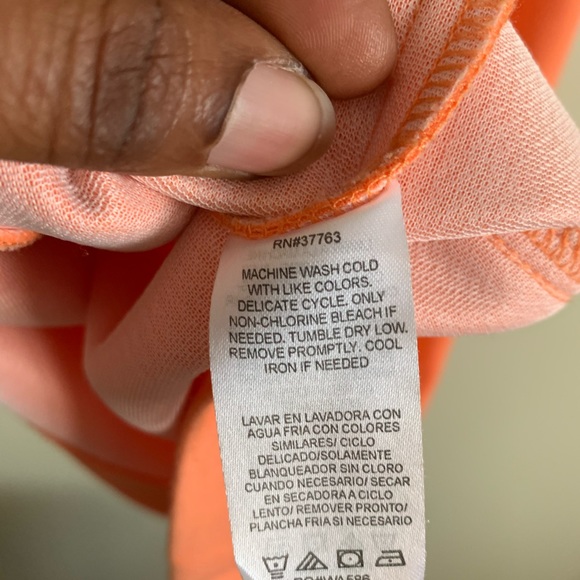 RN#37763
MACHINE WASH COLD
WITH LIKE COLORS.
DELICATE CYCLE. ONLY
NON-CHLORINE BLEACH IF
NEEDED. TUMBLE DRY LOW.
REMOVE PROMPTLY. COOL
IRON IF NEEDED
LAVAR EN LAVADORA CON
AGUA FRIA CON COLORES
SIMILARES/ CICLO
DELICADO/SOLAMENTE
BLANQUEADOR SIN CLORO
CUANDO NECESARIO/ SECAR
EN SECADORA A CICLO
LENTO/ REMOVER PRONTO/
PLANCHA FRIA SI NECESARIO